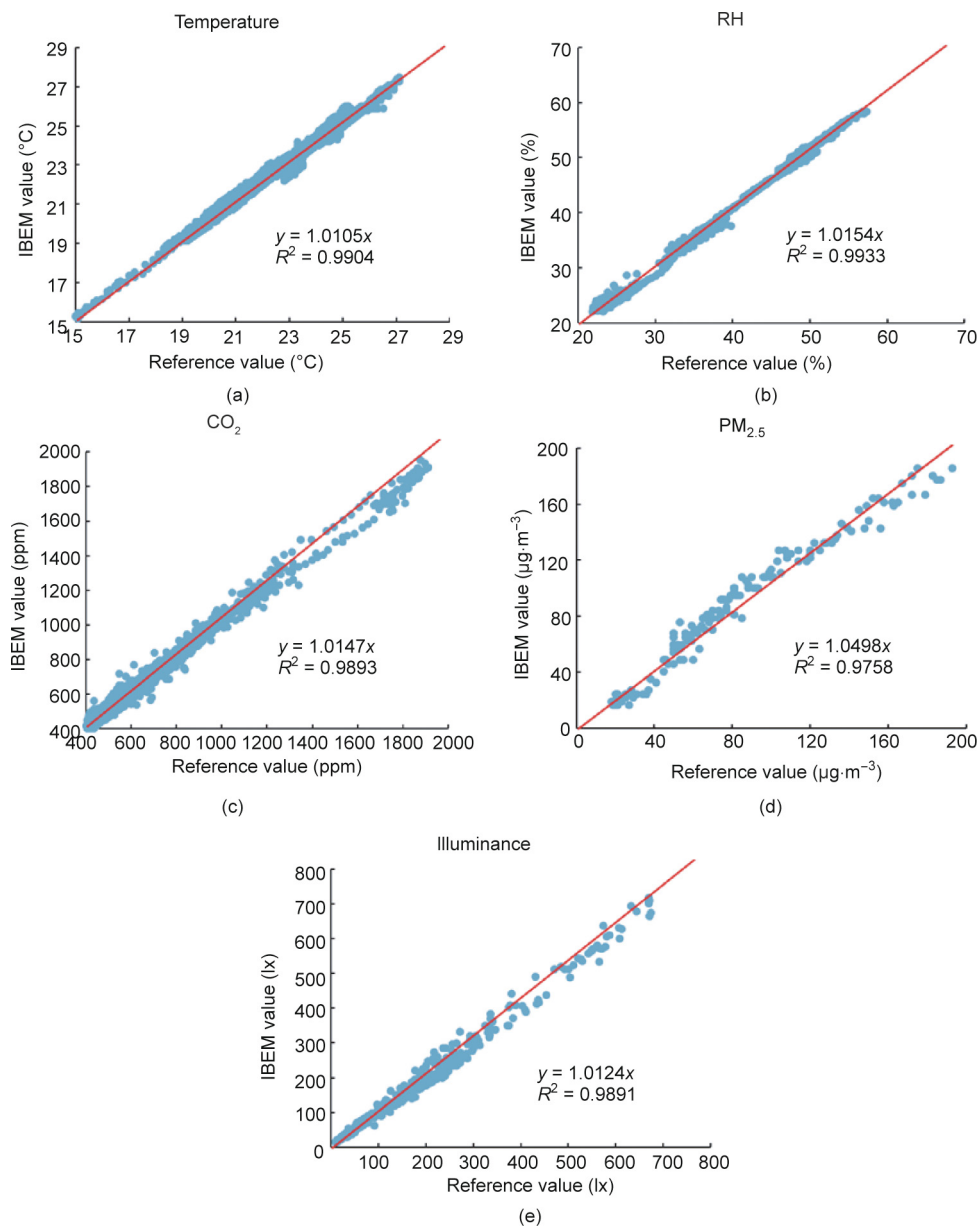 Temperature
29
27
25
23
21
19
17
15
IBEM value (°C)
y = 1.0105x
R² = 0.9904
15 17 19 21 23 25 27 29
Reference value (°C)
(a)
RH
70
60
50
40
30
20
IBEM value (%)
y = 1.0154x
R² = 0.9933
20 30 40 50 60 70
Reference value (%)
(b)
CO₂
2000
1800
1600
1400
1200
1000
800
600
400
IBEM value (ppm)
y = 1.0147x
R² = 0.9893
400 600 800 1000 1200 1400 1600 1800 2000
Reference value (ppm)
(c)
PM₂.₅
200
160
120
80
40
0
IBEM value (µg·m⁻³)
y = 1.0498x
R² = 0.9758
0 40 80 120 160 200
Reference value (µg·m⁻³)
(d)
Illuminance
800
700
600
500
400
300
200
100
0
IBEM value (lx)
y = 1.0124x
R² = 0.9891
100 200 300 400 500 600 700 800
Reference value (lx)
(e)